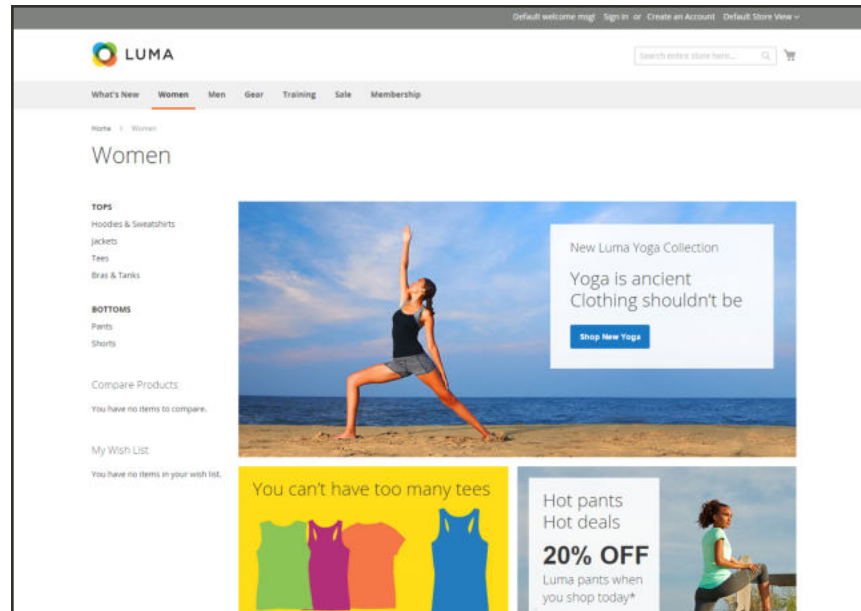 Default welcome msg! Sign In or Create an Account Default Store View
LUMA
Search entire store here...
What's New Women Men Gear Training Sale Membership
Home > Women
Women
TOPS
Hoodies & Sweatshirts
Jackets
Tees
Bras & Tanks
BOTTOMS
Pants
Shorts
Compare Products
You have no items to compare.
My Wish List
You have no items in your wish list.
New Luma Yoga Collection
Yoga is ancient
Clothing shouldn't be
Shop New Yoga
You can't have too many tees
Hot pants
Hot deals
20% OFF
Luma pants when
you shop today*